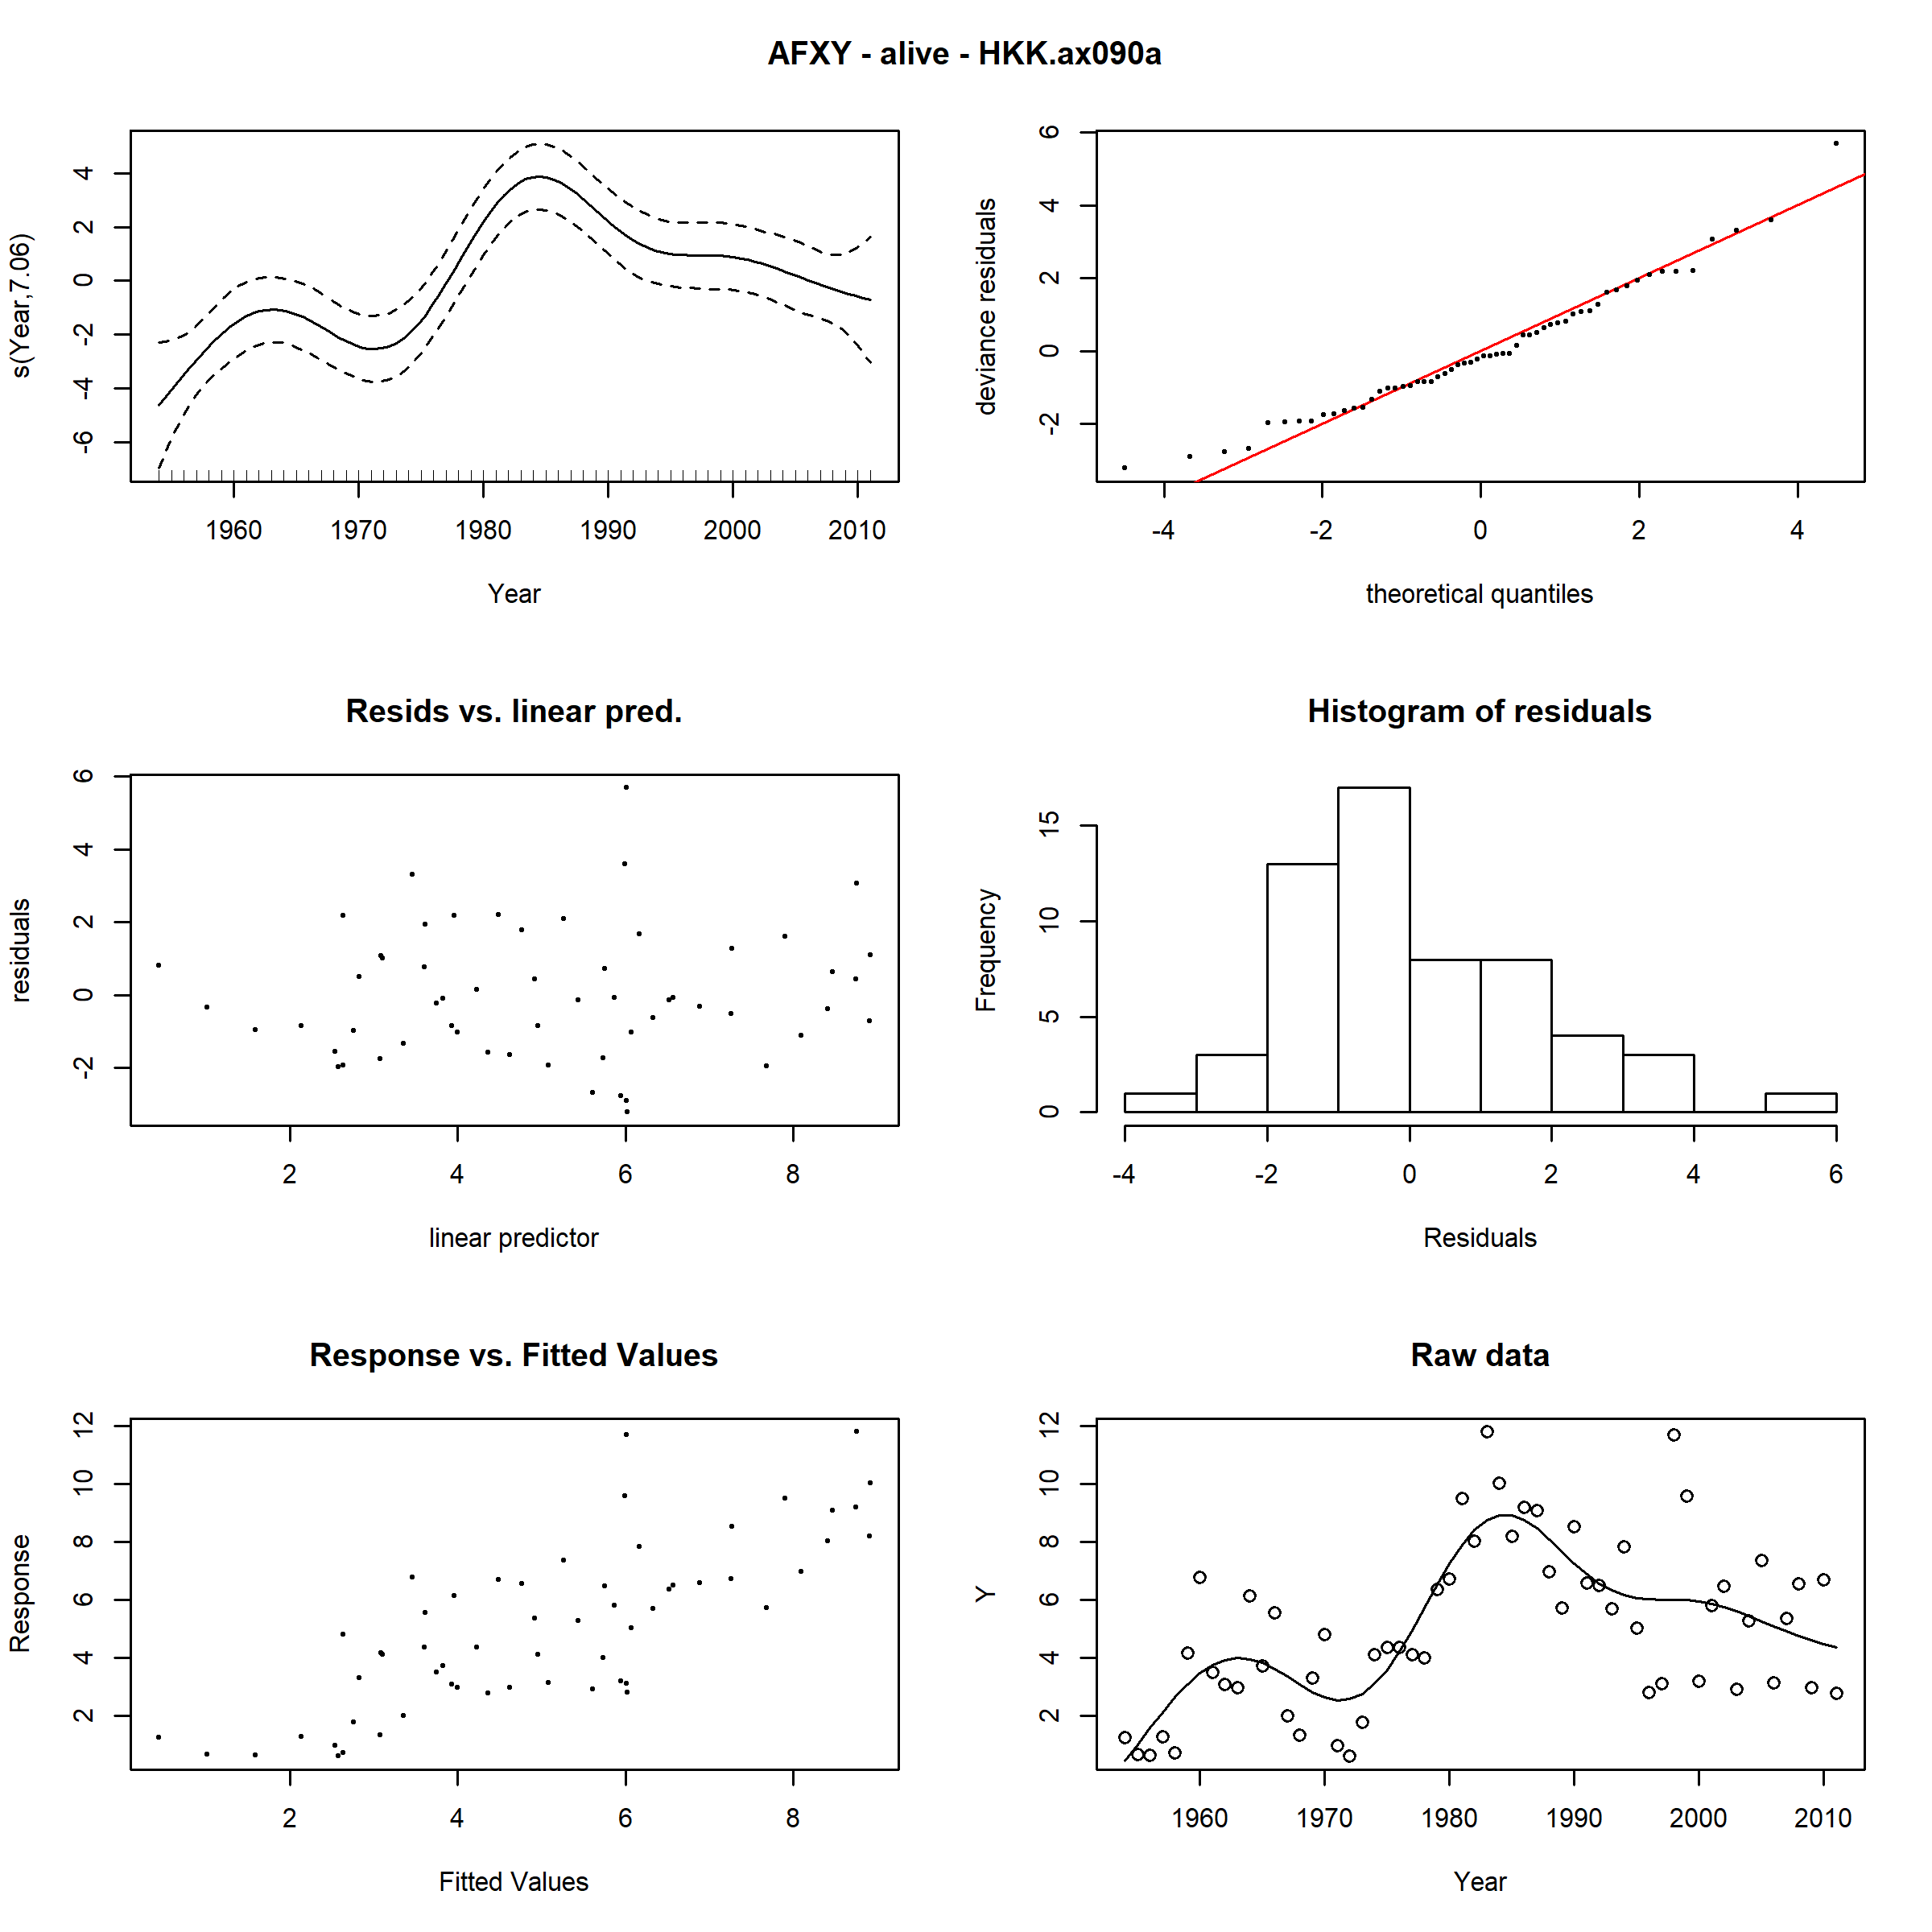 AFXY - alive - HKK.ax090a
s(Year,7.06)
4
2
0
-2
-4
-6
1960 1970 1980 1990 2000 2010
Year
deviance residuals
6
4
2
0
-2
-4 -2 0 2 4
theoretical quantiles
Resids vs. linear pred.
residuals
6
4
2
0
-2
2 4 6 8
linear predictor
Histogram of residuals
Frequency
15
10
5
0
-4 -2 0 2 4 6
Residuals
Response vs. Fitted Values
Response
12
10
8
6
4
2
2 4 6 8
Fitted Values
Raw data
Y
12
10
8
6
4
2
1960 1970 1980 1990 2000 2010
Year